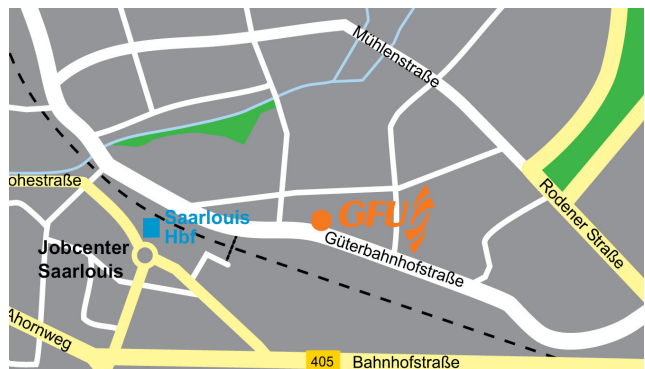 Mühlenstraße
ohestraße
Rodener Straße
Saarlouis
Hbf
GFU
Jobcenter
Saarlouis
Güterbahnhofstraße
Ahornweg
405
Bahnhofstraße